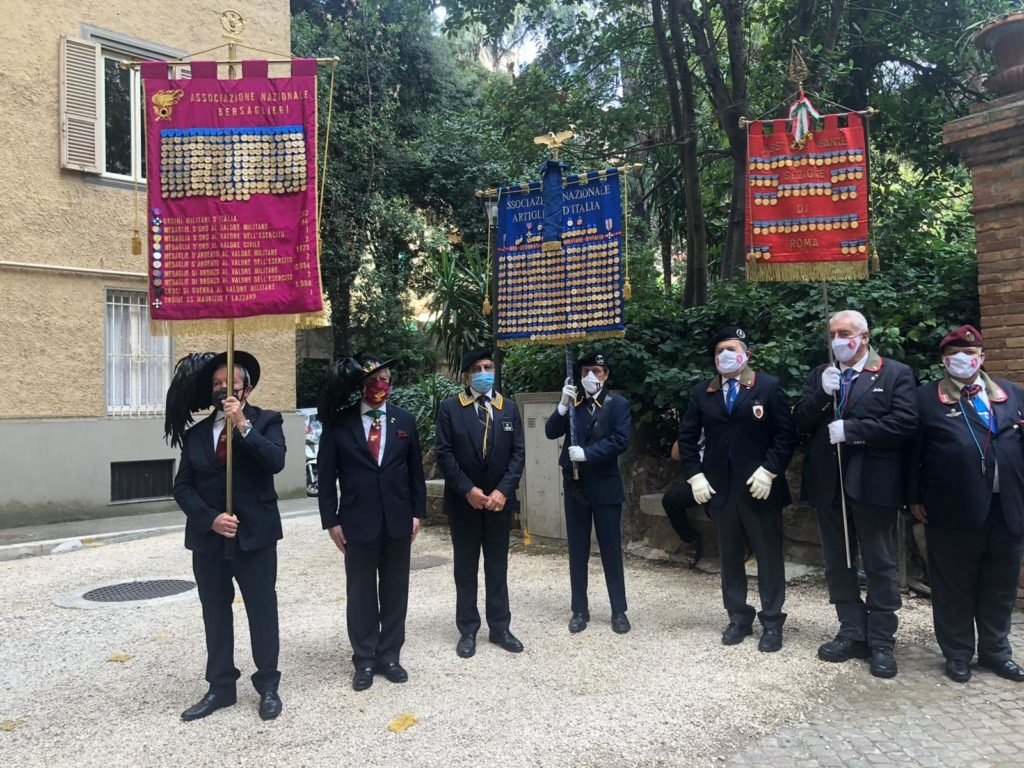 ASSOCIAZIONE NAZIONALE
BERSAGLIERI
ORDINI MILITARI D'ITALIA
MEDAGLIE D'ORO AL VALORE MILITARE
MEDAGLIE D'ORO AL VALORE DELL'ESERCITO
MEDAGLIE D'ORO AL VALORE CIVILE
MEDAGLIE D'ARGENTO AL VALORE MILITARE
MEDAGLIE D'ARGENTO AL VALORE DELL'ESERCITO
MEDAGLIE DI BRONZO AL VALORE MILITARE
MEDAGLIE DI BRONZO AL VALORE DELL'ESERCITO
CROCI DI GUERRA AL VALORE MILITARE
ORDINE SS MAURIZIO E LAZZARO
SSOCIAZIONE NAZIONALE
ARTIGLIE D'ITALIA
FANTE
SEZIONE
DI
ROMA